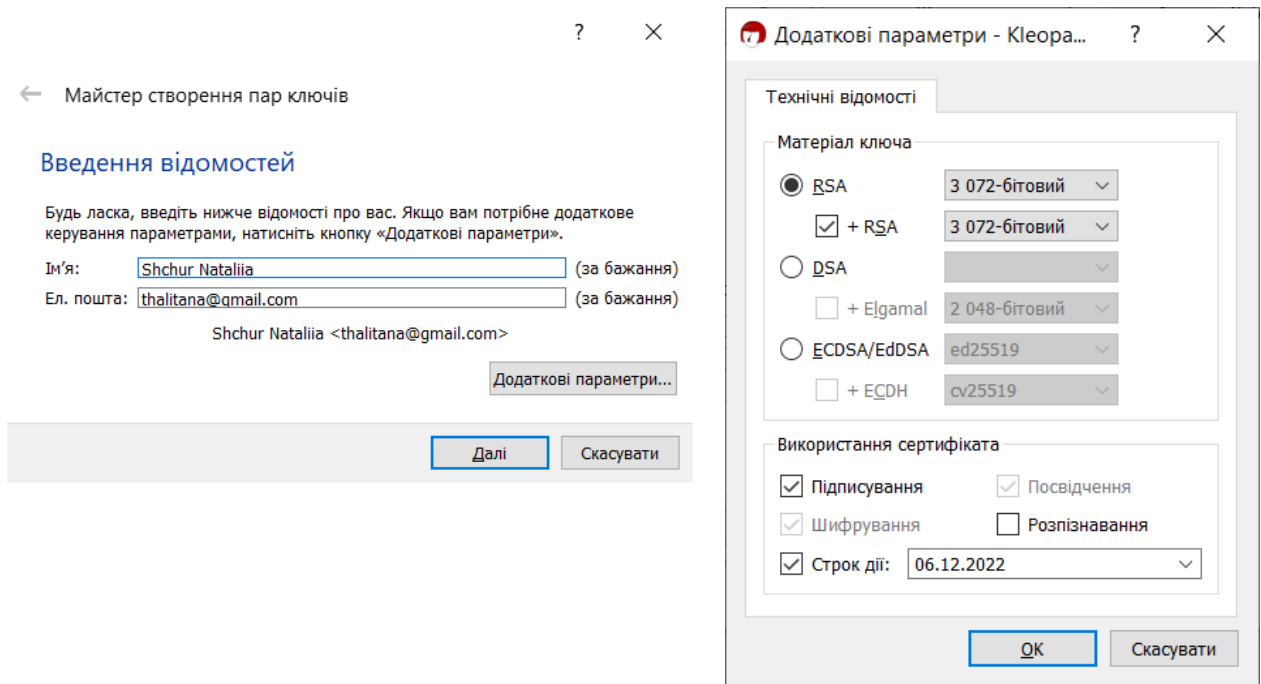 ?
Майстер створення пар ключів
Введення відомостей
Будь ласка, введіть нижче відомості про вас. Якщо вам потрібне додаткове
керування параметрами, натисніть кнопку «Додаткові параметри».
Ім’я: Shchur Nataliia (за бажання)
Ел. пошта: thalitana@gmail.com (за бажання)
Shchur Nataliia <thalitana@gmail.com>
Додаткові параметри...
Далі Скасувати
Додаткові параметри - Kleopa... ?
Технічні відомості
Матеріал ключа
RSA 3 072-бітовий
+ RSA 3 072-бітовий
DSA
+ Elgamal 2 048-бітовий
ECDSA/EdDSA ed25519
+ ECDH cv25519
Використання сертифіката
Підписування Посвідчення
Шифрування Розпізнавання
Строк дії: 06.12.2022
OK Скасувати